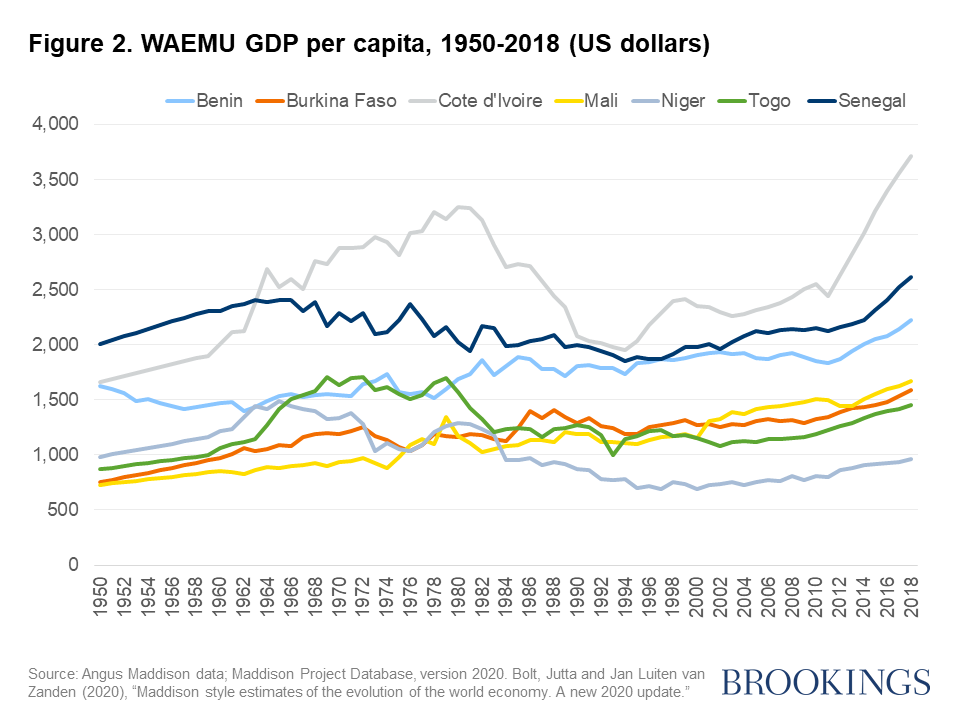 Figure 2. WAEMU GDP per capita, 1950-2018 (US dollars)
Benin Burkina Faso Cote d'Ivoire Mali Niger Togo Senegal
4,000
3,500
3,000
2,500
2,000
1,500
1,000
500
0
1950 1952 1954 1956 1958 1960 1962 1964 1966 1968 1970 1972 1974 1976 1978 1980 1982 1984 1986 1988 1990 1992 1994 1996 1998 2000 2002 2004 2006 2008 2010 2012 2014 2016 2018
Source: Angus Maddison data; Maddison Project Database, version 2020. Bolt, Jutta and Jan Luiten van
Zanden (2020), “Maddison style estimates of the evolution of the world economy. A new 2020 update.”
BROOKINGS